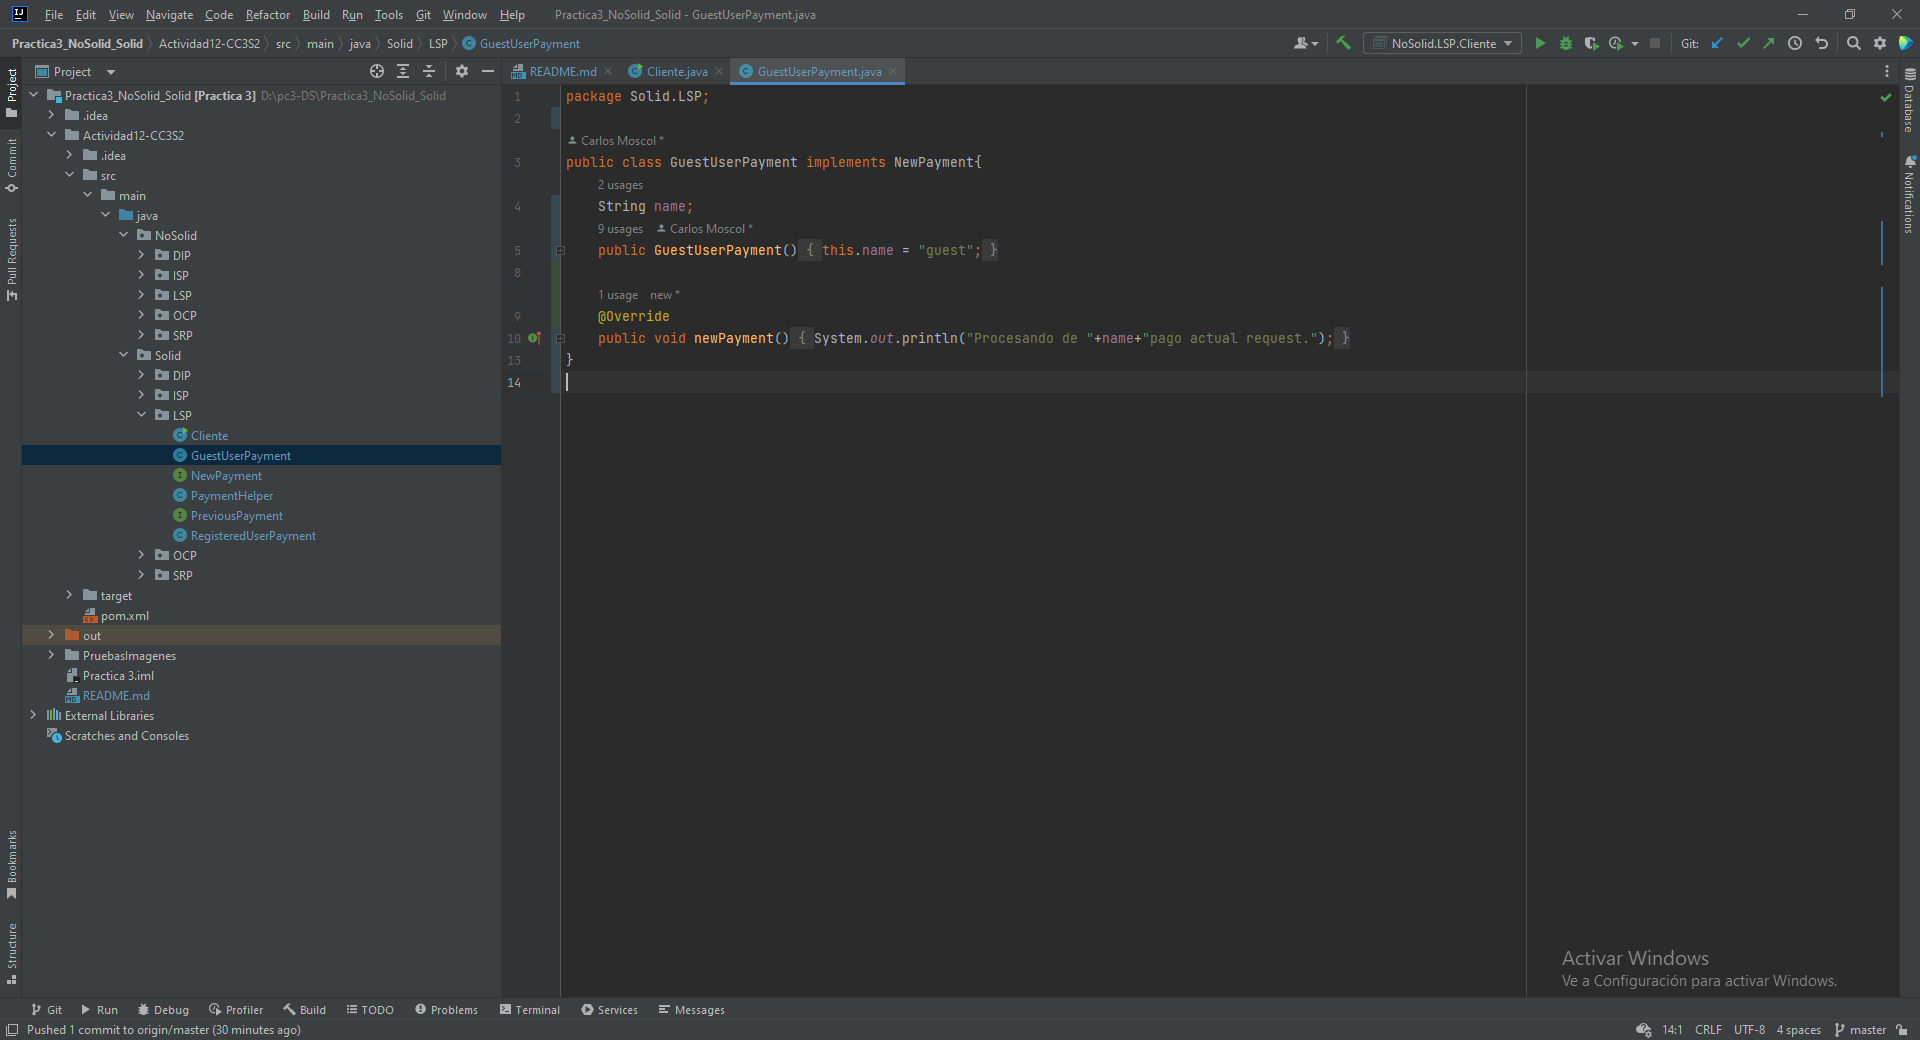 File Edit View Navigate Code Refactor Build Run Tools Git Window Help Practica3_NoSolid_Solid - GuestUserPayment.java
Practica3_NoSolid_Solid Actividad12-CC3S2 src main java Solid LSP GuestUserPayment NoSolid.LSP.Cliente Git:
Project README.md Cliente.java GuestUserPayment.java
Project
Commit
Pull Requests
Bookmarks
Structure
Practica3_NoSolid_Solid [Practica 3] D:\pc3-DS\Practica3_NoSolid_Solid
.idea
Actividad12-CC3S2
.idea
src
main
java
NoSolid
DIP
ISP
LSP
OCP
SRP
Solid
DIP
ISP
LSP
Cliente
GuestUserPayment
NewPayment
PaymentHelper
PreviousPayment
RegisteredUserPayment
OCP
SRP
target
pom.xml
out
PruebasImagenes
Practica 3.iml
README.md
External Libraries
Scratches and Consoles
1 package Solid.LSP;
2
Carlos Moscol *
3 public class GuestUserPayment implements NewPayment{
2 usages
4 String name;
9 usages Carlos Moscol *
5 public GuestUserPayment() { this.name = "guest"; }
8
1 usage new *
9 @Override
10 public void newPayment() { System.out.println("Procesando de "+name+"pago actual request."); }
13 }
14
Database
Notifications
Activar Windows
Ve a Configuración para activar Windows.
Git Run Debug Profiler Build TODO Problems Terminal Services Messages
Pushed 1 commit to origin/master (30 minutes ago) 14:1 CRLF UTF-8 4 spaces master